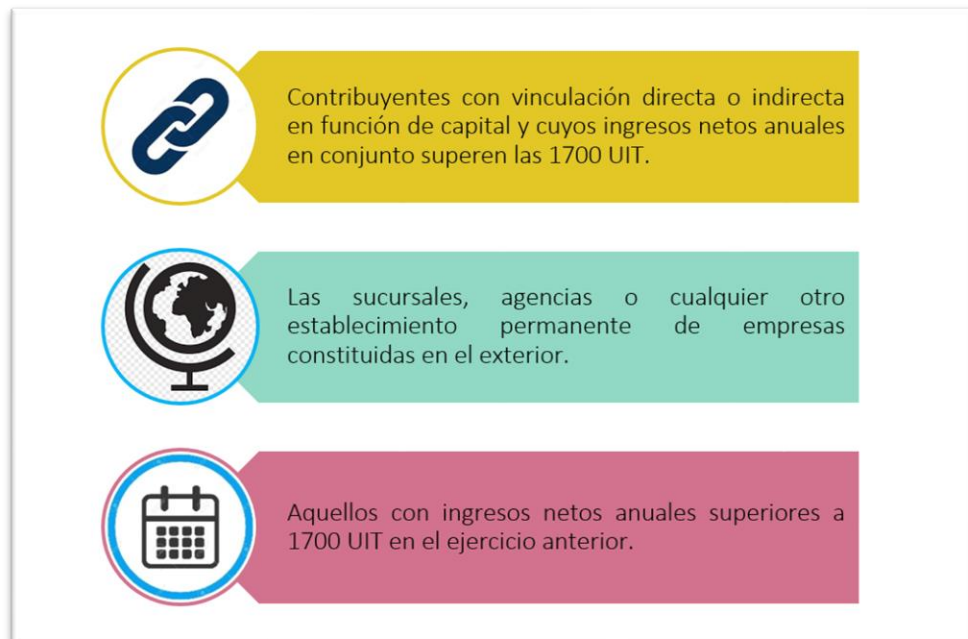 Contribuyentes con vinculación directa o indirecta
en función de capital y cuyos ingresos netos anuales
en conjunto superen las 1700 UIT.
Las sucursales, agencias o cualquier otro
establecimiento permanente de empresas
constituidas en el exterior.
Aquellos con ingresos netos anuales superiores a
1700 UIT en el ejercicio anterior.